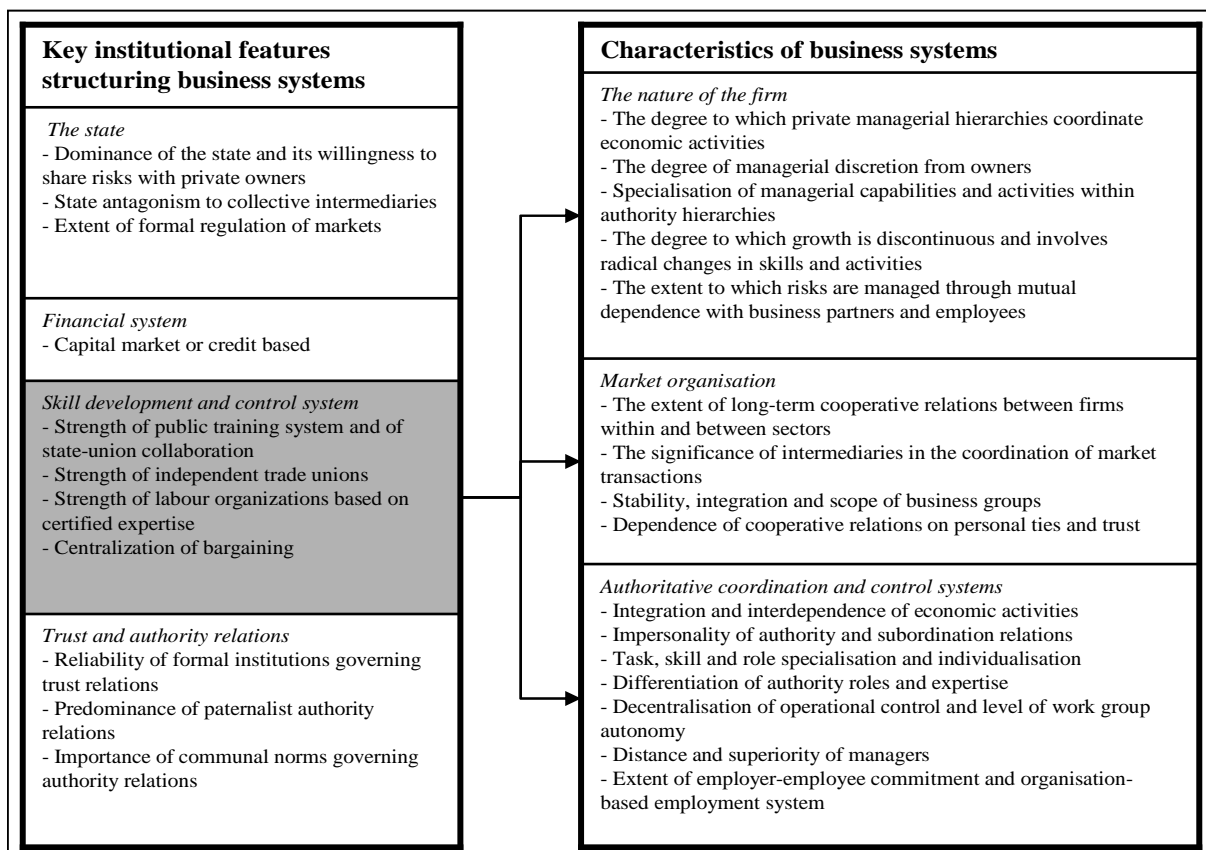 Key institutional features
structuring business systems
The state
- Dominance of the state and its willingness to
share risks with private owners
- State antagonism to collective intermediaries
- Extent of formal regulation of markets
Financial system
- Capital market or credit based
Skill development and control system
- Strength of public training system and of
state-union collaboration
- Strength of independent trade unions
- Strength of labour organizations based on
certified expertise
- Centralization of bargaining
Trust and authority relations
- Reliability of formal institutions governing
trust relations
- Predominance of paternalist authority
relations
- Importance of communal norms governing
authority relations
Characteristics of business systems
The nature of the firm
- The degree to which private managerial hierarchies coordinate
economic activities
- The degree of managerial discretion from owners
- Specialisation of managerial capabilities and activities within
authority hierarchies
- The degree to which growth is discontinuous and involves
radical changes in skills and activities
- The extent to which risks are managed through mutual
dependence with business partners and employees
Market organisation
- The extent of long-term cooperative relations between firms
within and between sectors
- The significance of intermediaries in the coordination of market
transactions
- Stability, integration and scope of business groups
- Dependence of cooperative relations on personal ties and trust
Authoritative coordination and control systems
- Integration and interdependence of economic activities
- Impersonality of authority and subordination relations
- Task, skill and role specialisation and individualisation
- Differentiation of authority roles and expertise
- Decentralisation of operational control and level of work group
autonomy
- Distance and superiority of managers
- Extent of employer-employee commitment and organisation-
based employment system